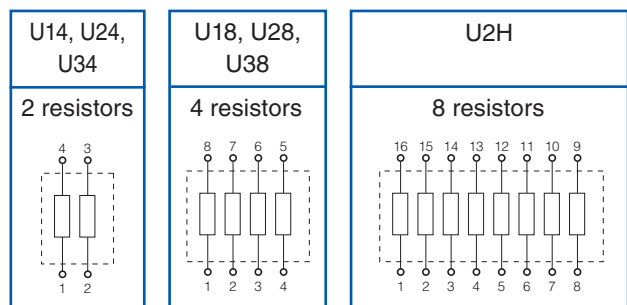 U14, U24,
U34
2 resistors
4 3
1 2
U18, U28,
U38
4 resistors
8 7 6 5
1 2 3 4
U2H
8 resistors
16 15 14 13 12 11 10 9
1 2 3 4 5 6 7 8